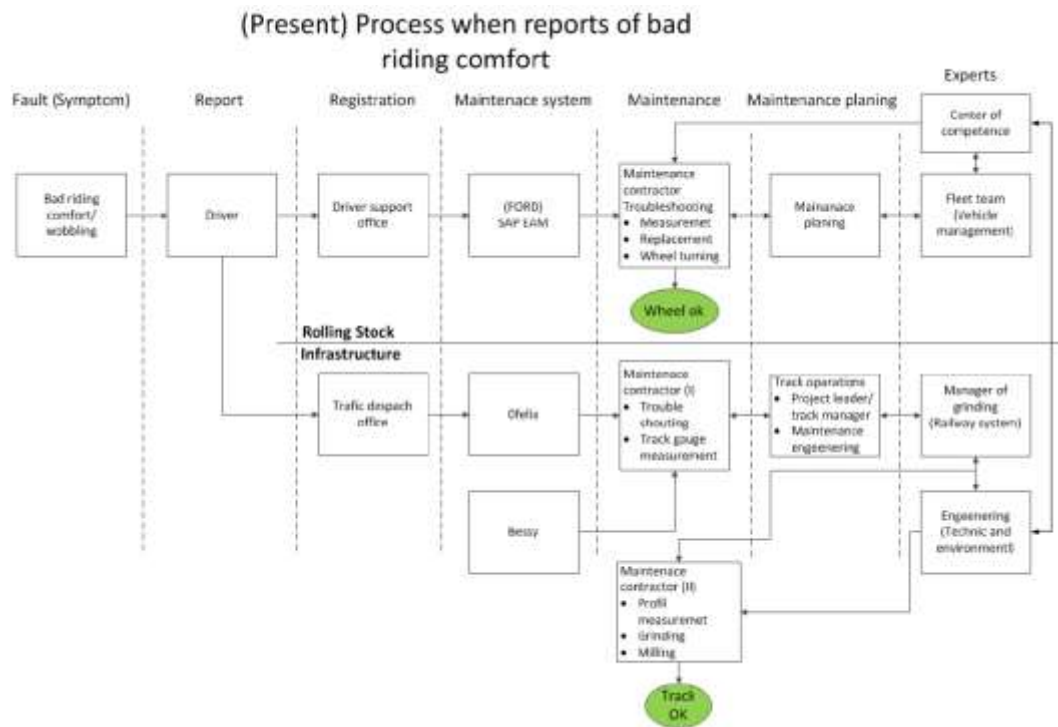 (Present) Process when reports of bad
riding comfort
Fault (Symptom)
Report
Registration
Maintenace system
Maintenance
Maintenance planing
Experts
Center of
competence
Bad riding
comfort/
wobbling
Driver
Driver support
office
(FORD)
SAP EAM
Maintenance
contractor
Troubleshooting
• Measuremet
• Replacement
• Wheel turning
Mainanace
planing
Fleet team
(Vehicle
management)
Wheel ok
Rolling Stock
Infrastructure
Trafic despach
office
Ofelia
Maintenace
contractor (I)
• Trouble
shouting
• Track gauge
measurement
Track oparations
• Project leader/
track manager
• Maintenance
engeenering
Manager of
grinding
(Railway system)
Bessy
Engeenering
(Technic and
environment)
Maintenace
contractor (II)
• Profil
measuremet
• Grinding
• Milling
Track
OK